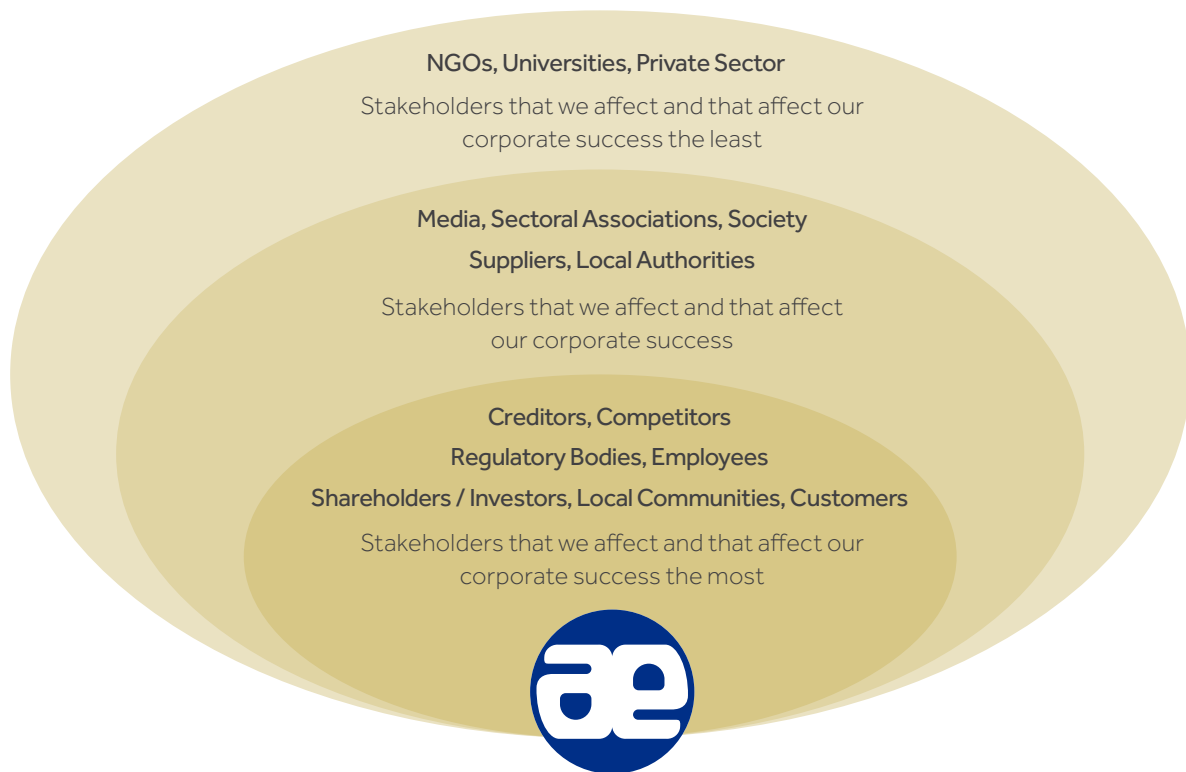 NGOs, Universities, Private Sector
Stakeholders that we affect and that affect our
corporate success the least
Media, Sectoral Associations, Society
Suppliers, Local Authorities
Stakeholders that we affect and that affect
our corporate success
Creditors, Competitors
Regulatory Bodies, Employees
Shareholders / Investors, Local Communities, Customers
Stakeholders that we affect and that affect our
corporate success the most
ae